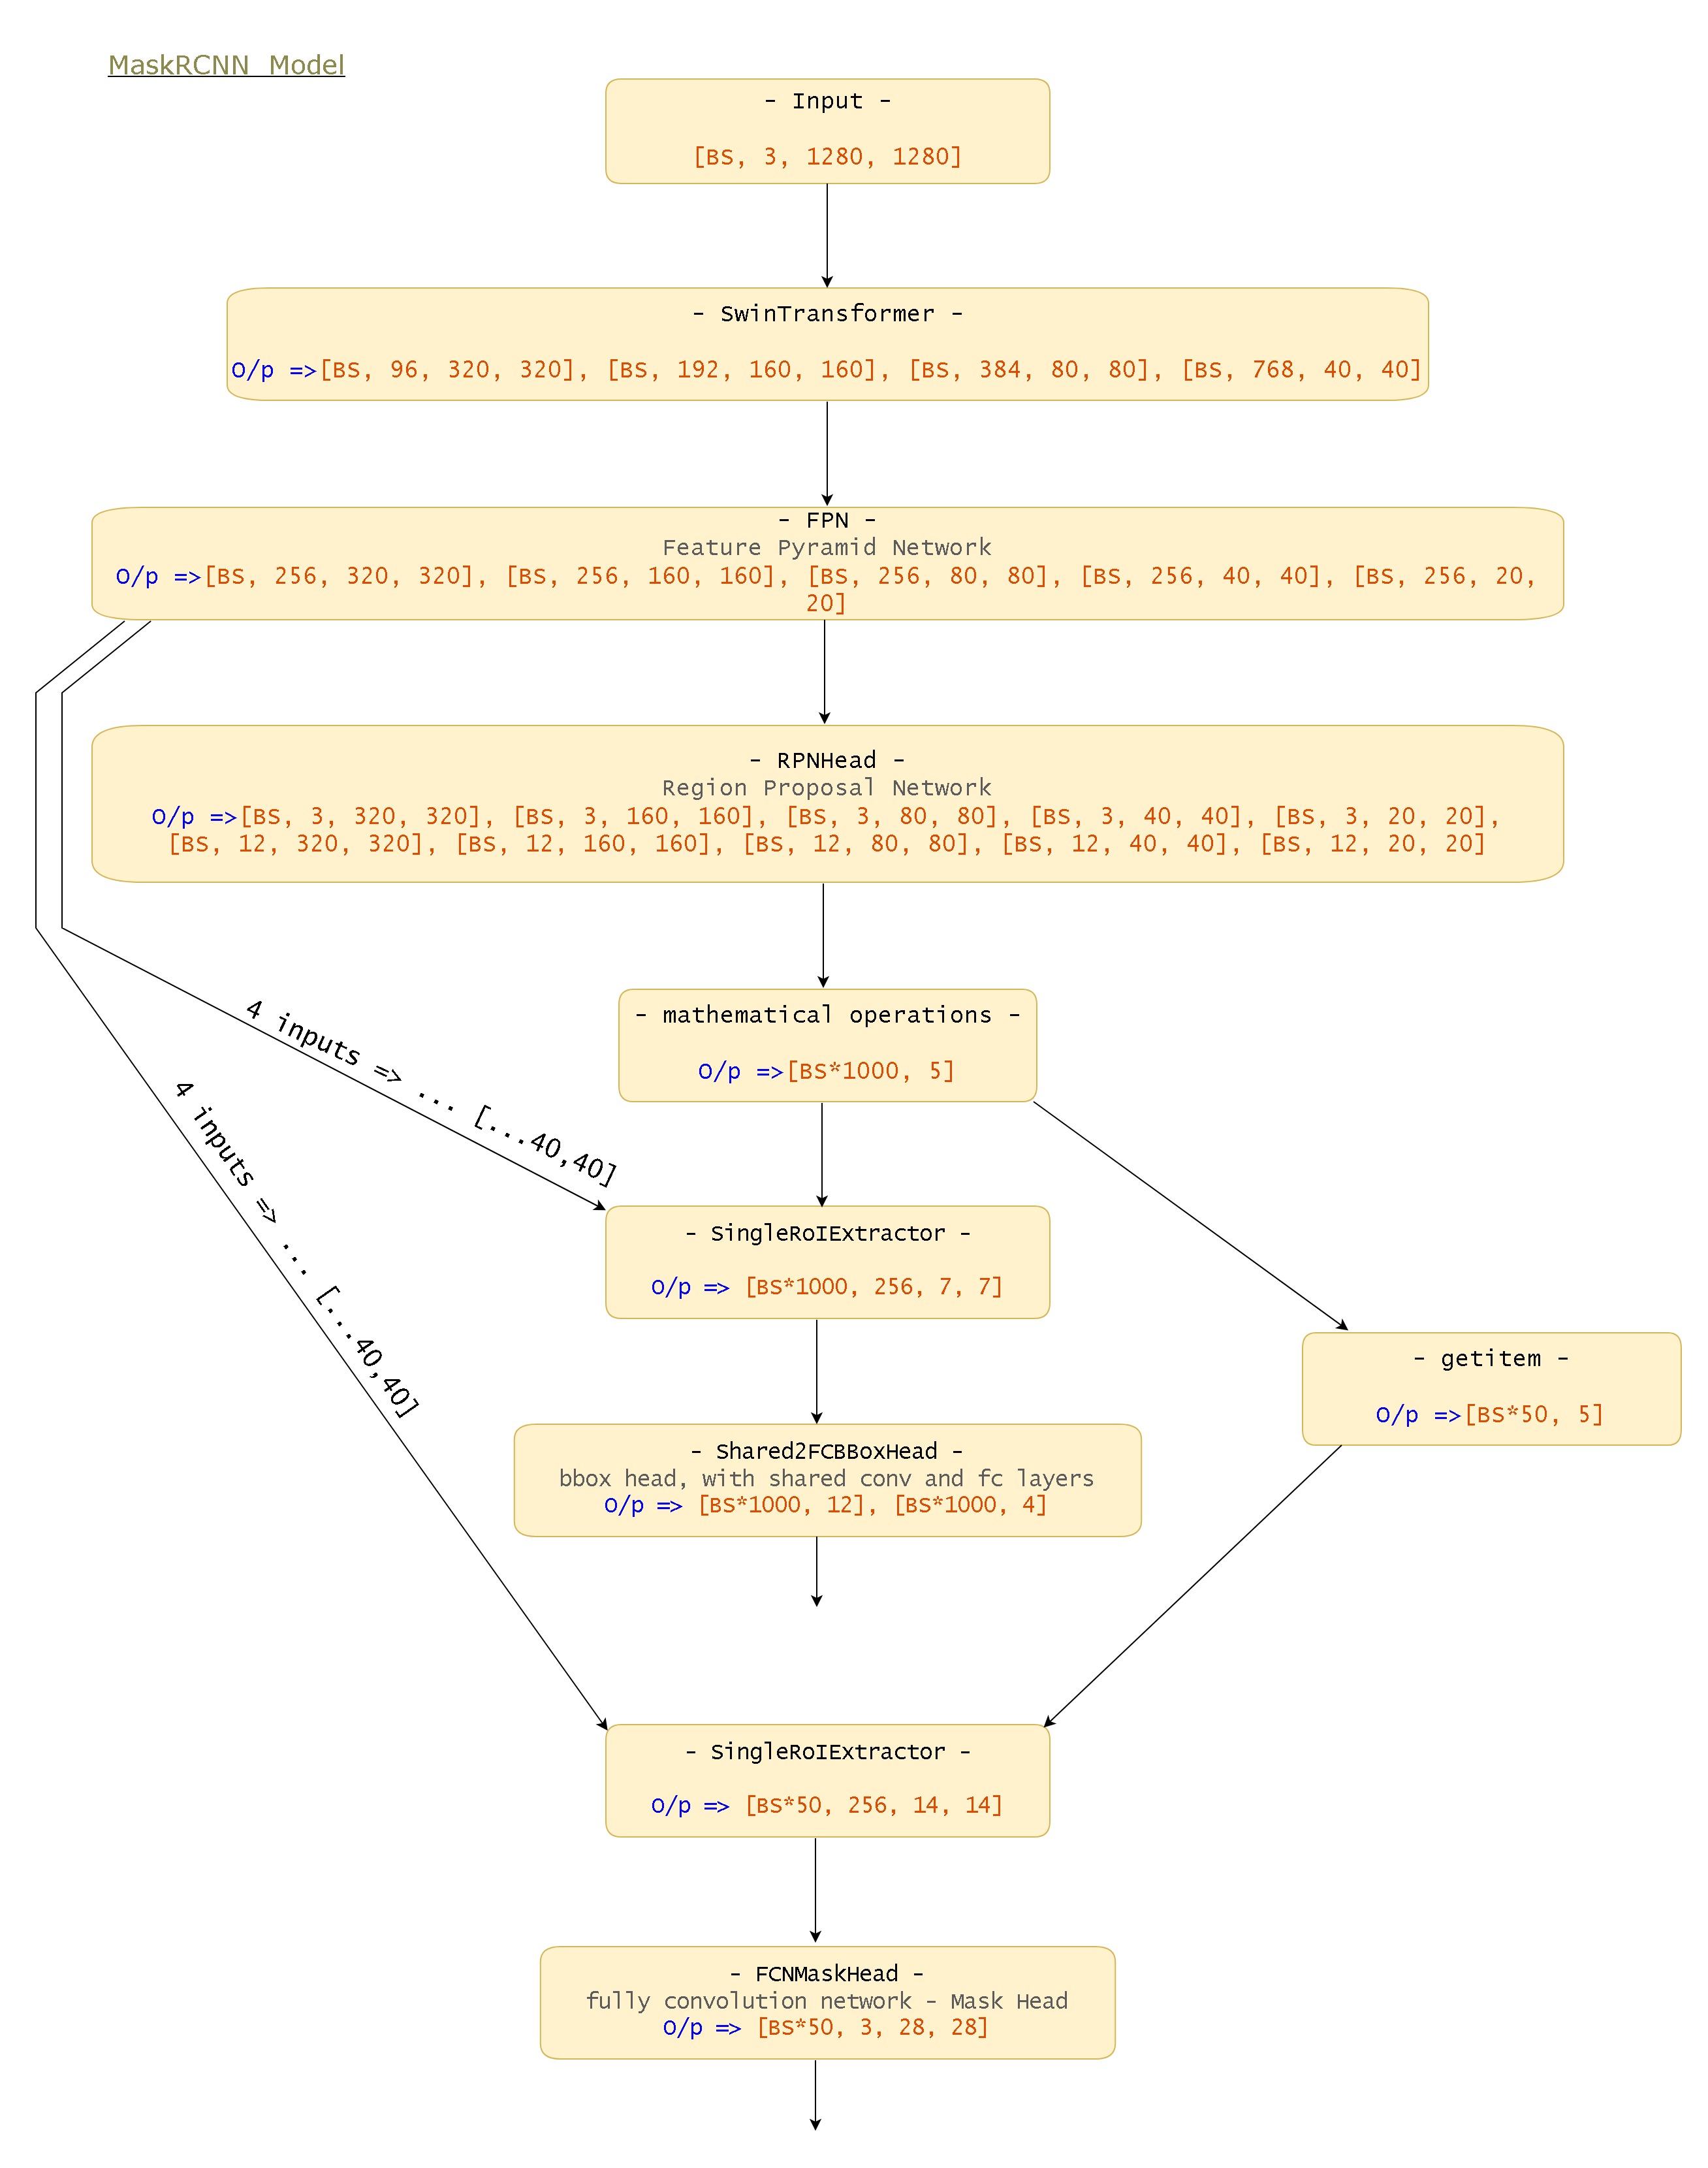 MaskRCNN Model
- Input -
[BS, 3, 1280, 1280]
- SwinTransformer -
O/p =>[BS, 96, 320, 320], [BS, 192, 160, 160], [BS, 384, 80, 80], [BS, 768, 40, 40]
- FPN -
Feature Pyramid Network
O/p =>[BS, 256, 320, 320], [BS, 256, 160, 160], [BS, 256, 80, 80], [BS, 256, 40, 40], [BS, 256, 20,
20]
- RPNHead -
Region Proposal Network
O/p =>[BS, 3, 320, 320], [BS, 3, 160, 160], [BS, 3, 80, 80], [BS, 3, 40, 40], [BS, 3, 20, 20],
[BS, 12, 320, 320], [BS, 12, 160, 160], [BS, 12, 80, 80], [BS, 12, 40, 40], [BS, 12, 20, 20]
- mathematical operations -
O/p =>[BS*1000, 5]
4 inputs => ... [...40,40]
4 inputs => ... [...40,40]
- SingleRoIExtractor -
O/p => [BS*1000, 256, 7, 7]
- getitem -
O/p =>[BS*50, 5]
- Shared2FCBBoxHead -
bbox head, with shared conv and fc layers
O/p => [BS*1000, 12], [BS*1000, 4]
- SingleRoIExtractor -
O/p => [BS*50, 256, 14, 14]
- FCNMaskHead -
fully convolution network - Mask Head
O/p => [BS*50, 3, 28, 28]